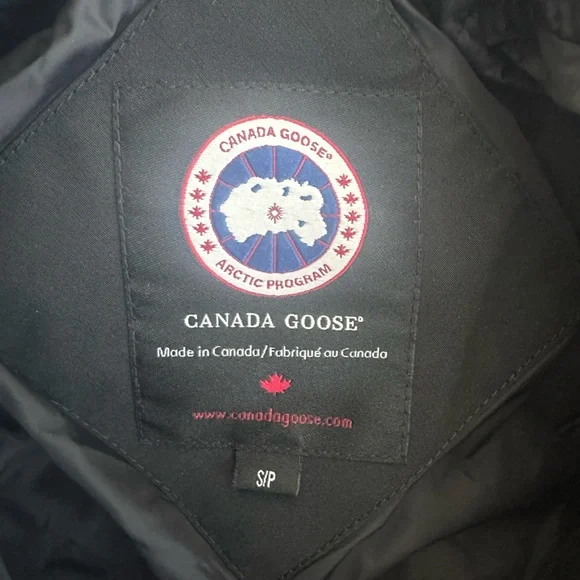 CANADA GOOSE®
ARCTIC PROGRAM
CANADA GOOSE®
Made in Canada/Fabriqué au Canada
www.canadagoose.com
S/P